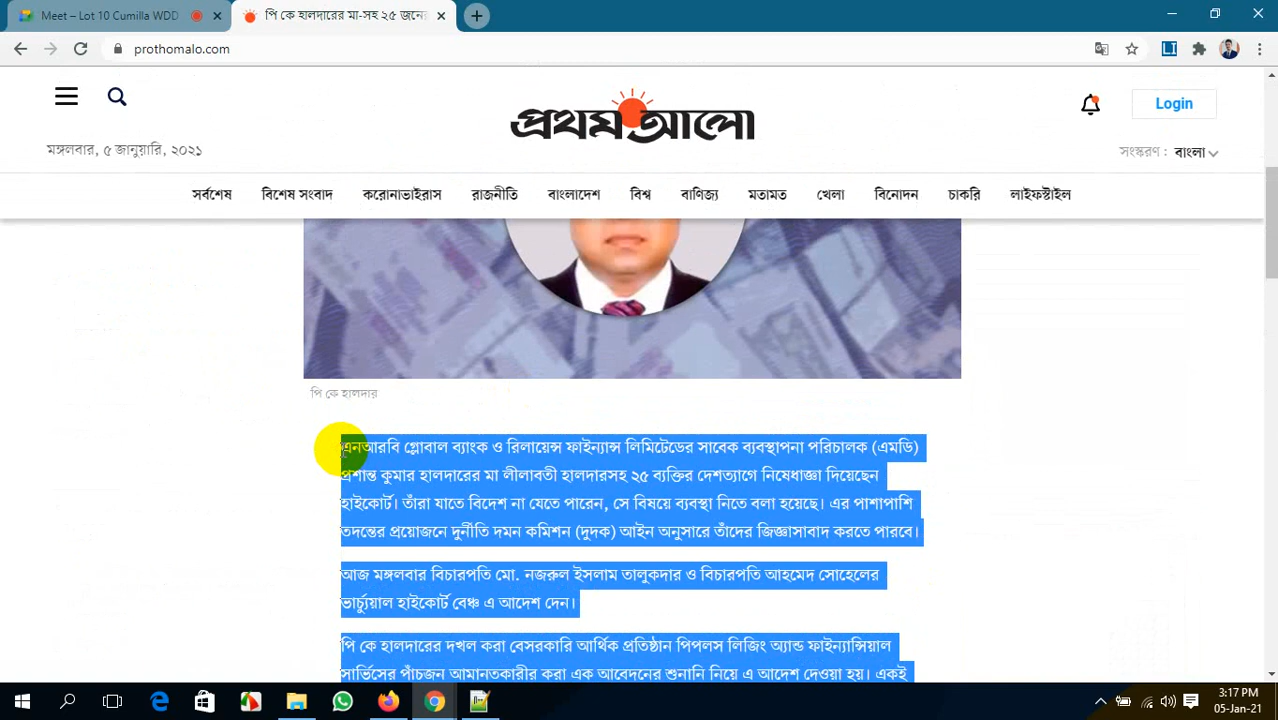 Meet – Lot 10 Cumilla WDD
পি কে হালদারের মা-সহ ২৫ জনের
prothomalo.com
প্রথম আলো
Login
মঙ্গলবার, ৫ জানুয়ারি, ২০২১
সংস্করণ : বাংলা
সর্বশেষ বিশেষ সংবাদ করোনাভাইরাস রাজনীতি বাংলাদেশ বিশ্ব বাণিজ্য মতামত খেলা বিনোদন চাকরি লাইফস্টাইল
পি কে হালদার
এনআরবি গ্লোবাল ব্যাংক ও রিলায়েন্স ফাইন্যান্স লিমিটেডের সাবেক ব্যবস্থাপনা পরিচালক (এমডি)
প্রশান্ত কুমার হালদারের মা লীলাবতী হালদারসহ ২৫ ব্যক্তির দেশত্যাগে নিষেধাজ্ঞা দিয়েছেন
হাইকোর্ট। তাঁরা যাতে বিদেশ না যেতে পারেন, সে বিষয়ে ব্যবস্থা নিতে বলা হয়েছে। এর পাশাপাশি
তদন্তের প্রয়োজনে দুর্নীতি দমন কমিশন (দুদক) আইন অনুসারে তাঁদের জিজ্ঞাসাবাদ করতে পারবে।
আজ মঙ্গলবার বিচারপতি মো. নজরুল ইসলাম তালুকদার ও বিচারপতি আহমেদ সোহেলের
ভার্চ্যুয়াল হাইকোর্ট বেঞ্চ এ আদেশ দেন।
পি কে হালদারের দখল করা বেসরকারি আর্থিক প্রতিষ্ঠান পিপলস লিজিং অ্যান্ড ফাইন্যান্সিয়াল
সার্ভিসের পাঁচজন আমানতকারীর করা এক আবেদনের শুনানি নিয়ে এ আদেশ দেওয়া হয়। একই
3:17 PM
05-Jan-21